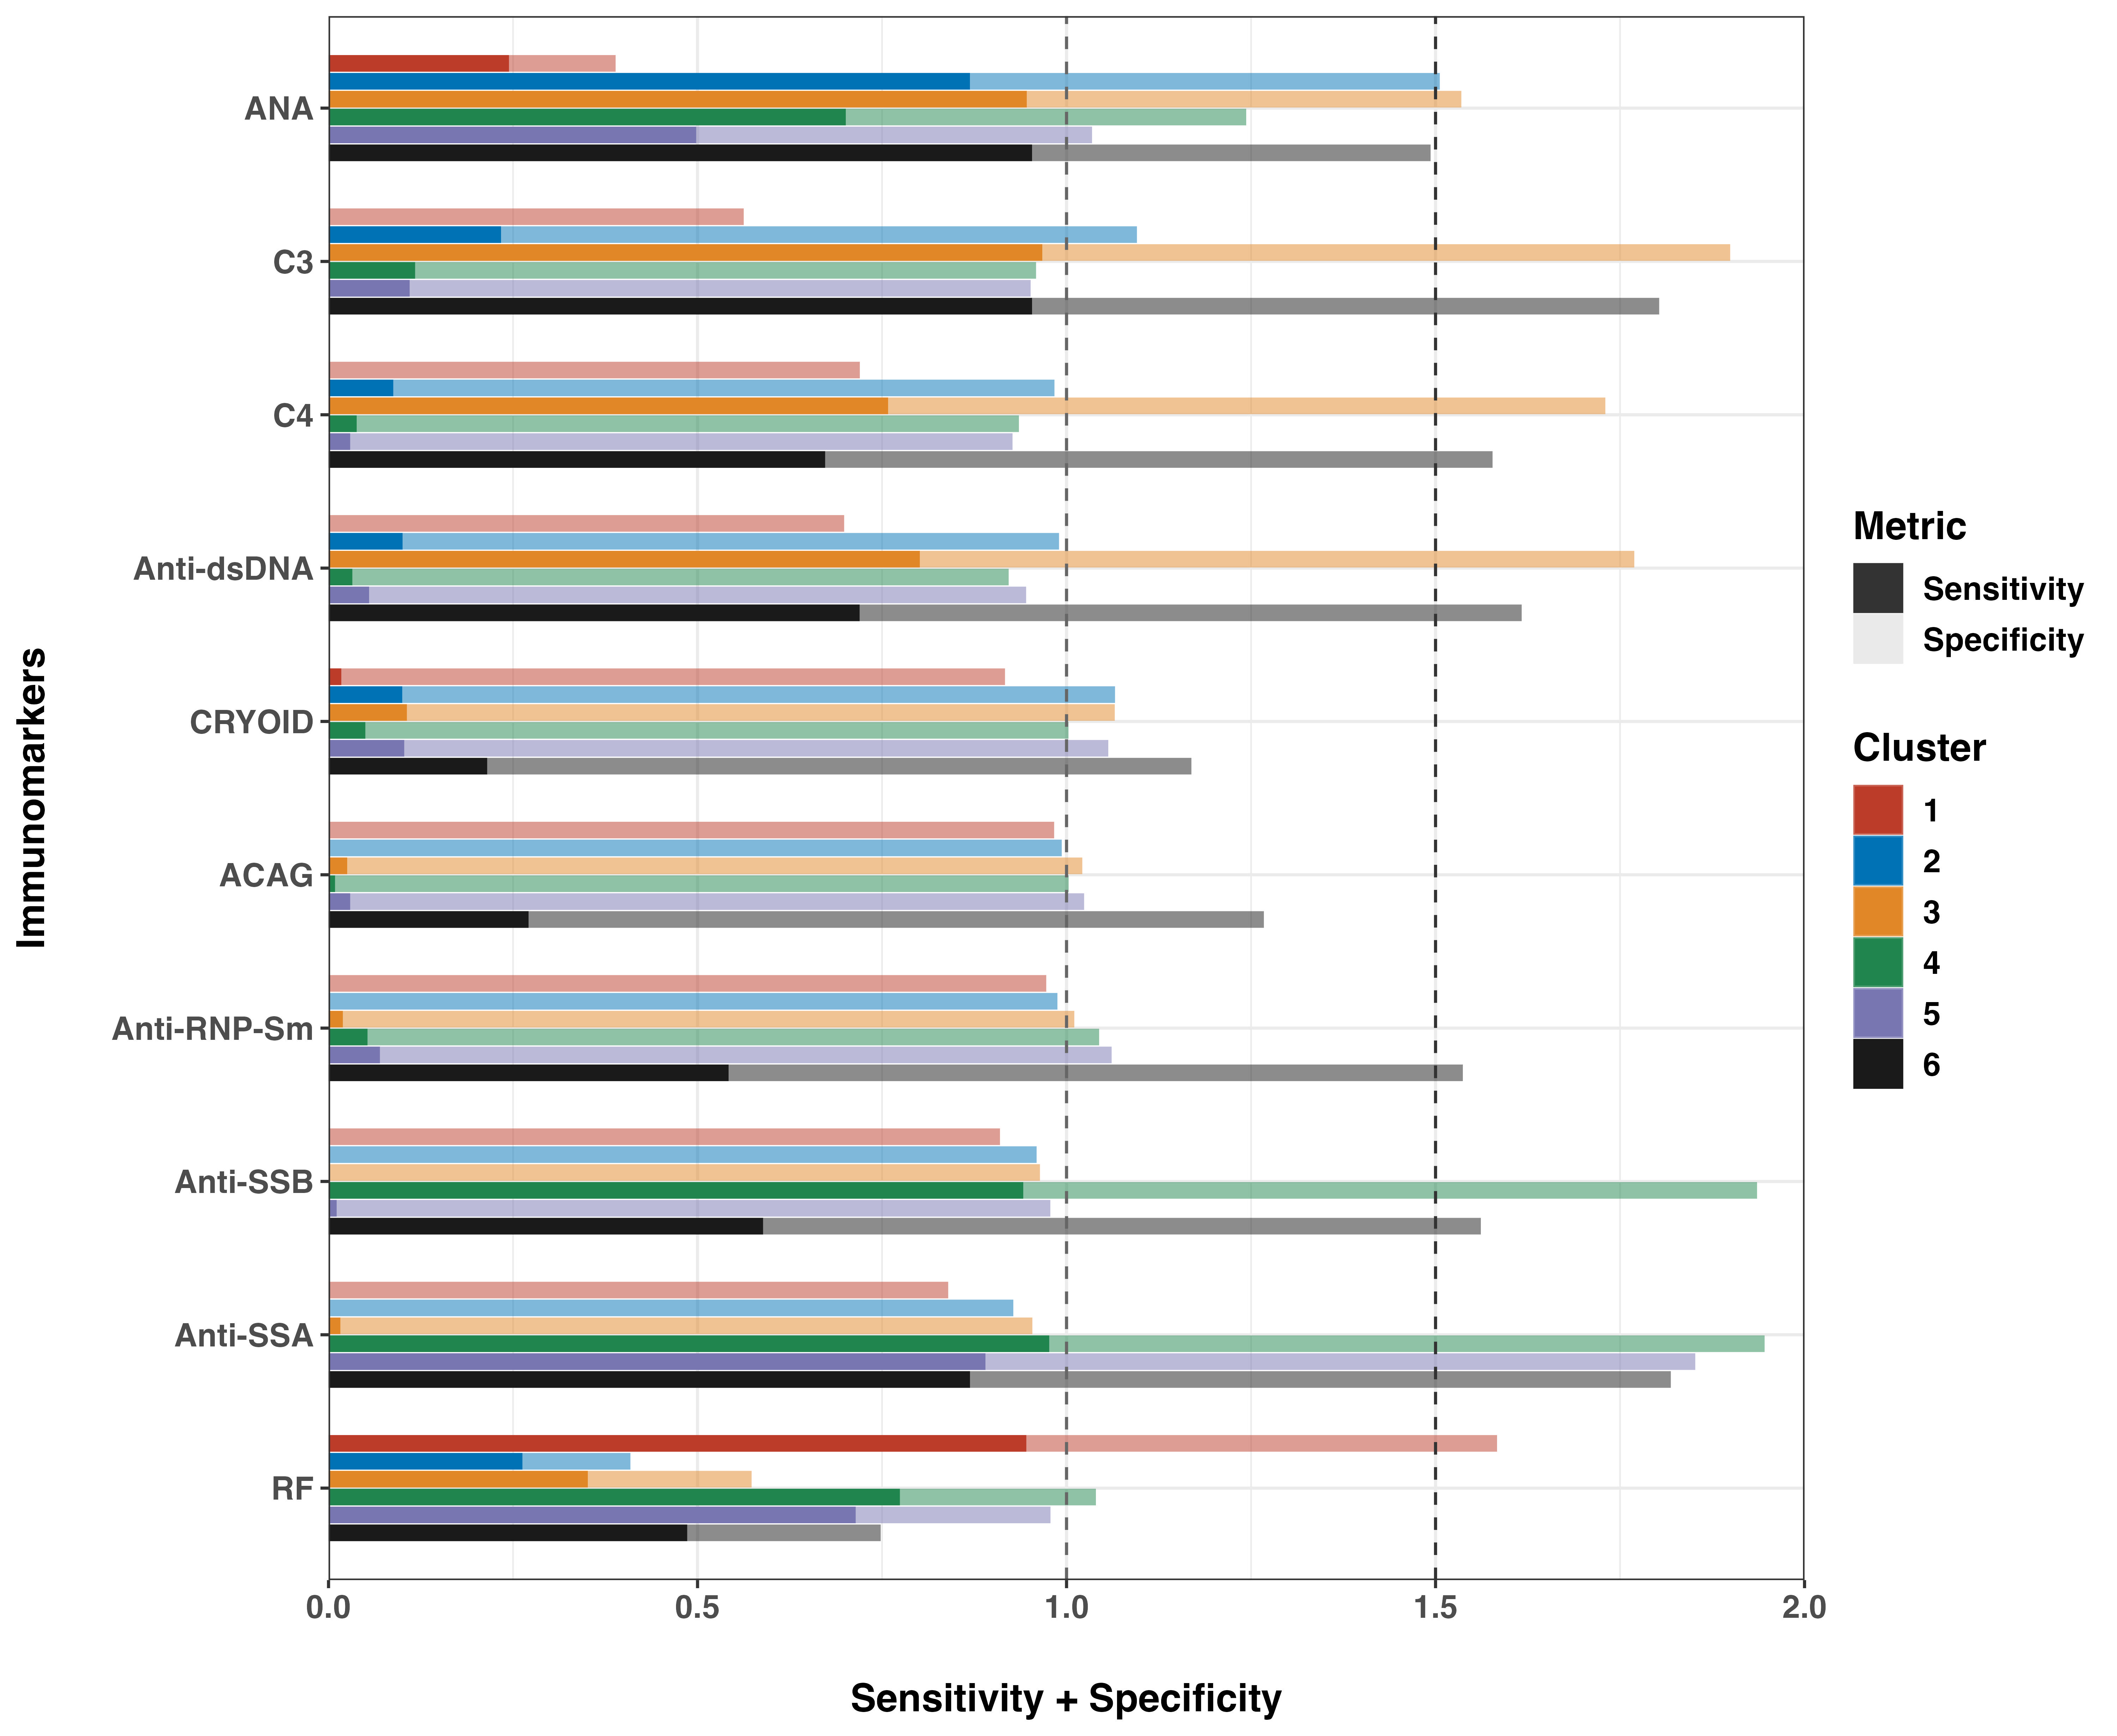 ANA
C3
C4
Anti-dsDNA
CRYOID
ACAG
Anti-RNP-Sm
Anti-SSB
Anti-SSA
RF
Immunomarkers
0.0 0.5 1.0 1.5 2.0
Sensitivity + Specificity
Metric
Sensitivity
Specificity
Cluster
1
2
3
4
5
6